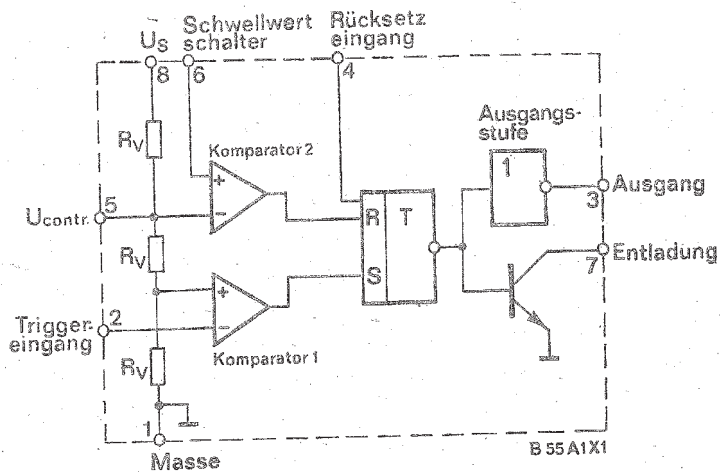 U_S
8
Schwellwert
schalter
6
Rücksetz
eingang
4
R_V
Komparator 2
+
−
Ausgangs-
stufe
1
Ausgang
3
U_contr.
5
R
T
S
R_V
Entladung
7
Trigger-
eingang
2
+
−
Komparator 1
R_V
1
Masse
B 55 A1X1